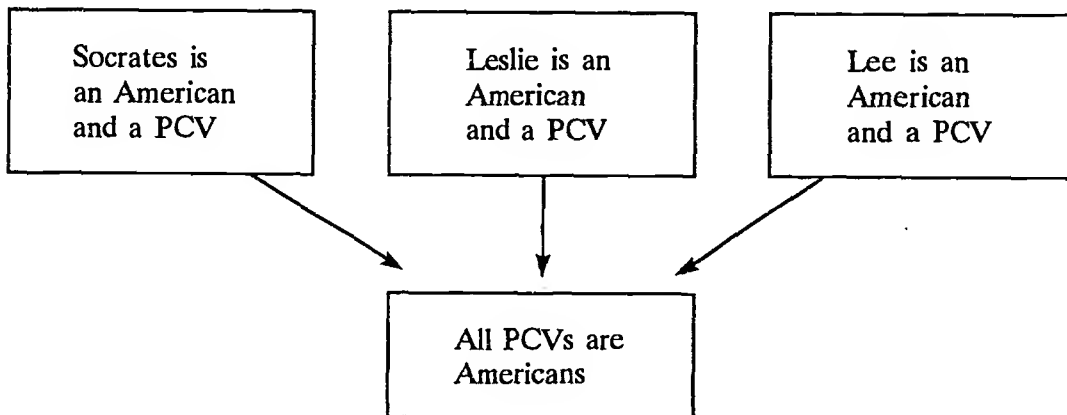 Socrates is
an American
and a PCV
Leslie is an
American
and a PCV
Lee is an
American
and a PCV
All PCVs are
Americans